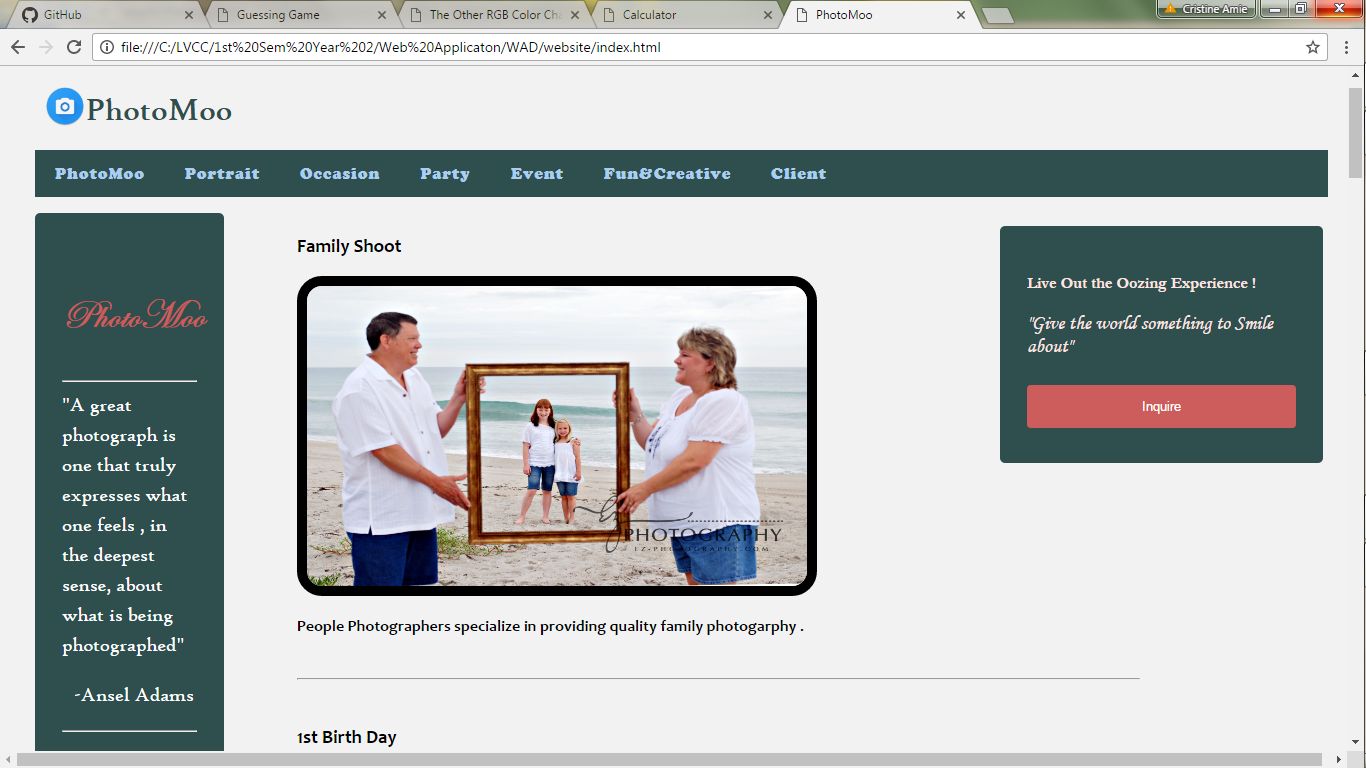 GitHub
Guessing Game
The Other RGB Color Cha
Calculator
PhotoMoo
Cristine Amie
file:///C:/LVCC/1st%20Sem%20Year%202/Web%20Applicaton/WAD/website/index.html
PhotoMoo
PhotoMoo Portrait Occasion Party Event Fun&Creative Client
PhotoMoo
"A great
photograph is
one that truly
expresses what
one feels , in
the deepest
sense, about
what is being
photographed"
-Ansel Adams
Family Shoot
PHOTOGRAPHY
People Photographers specialize in providing quality family photogarphy .
1st Birth Day
Live Out the Oozing Experience !
"Give the world something to Smile
about"
Inquire